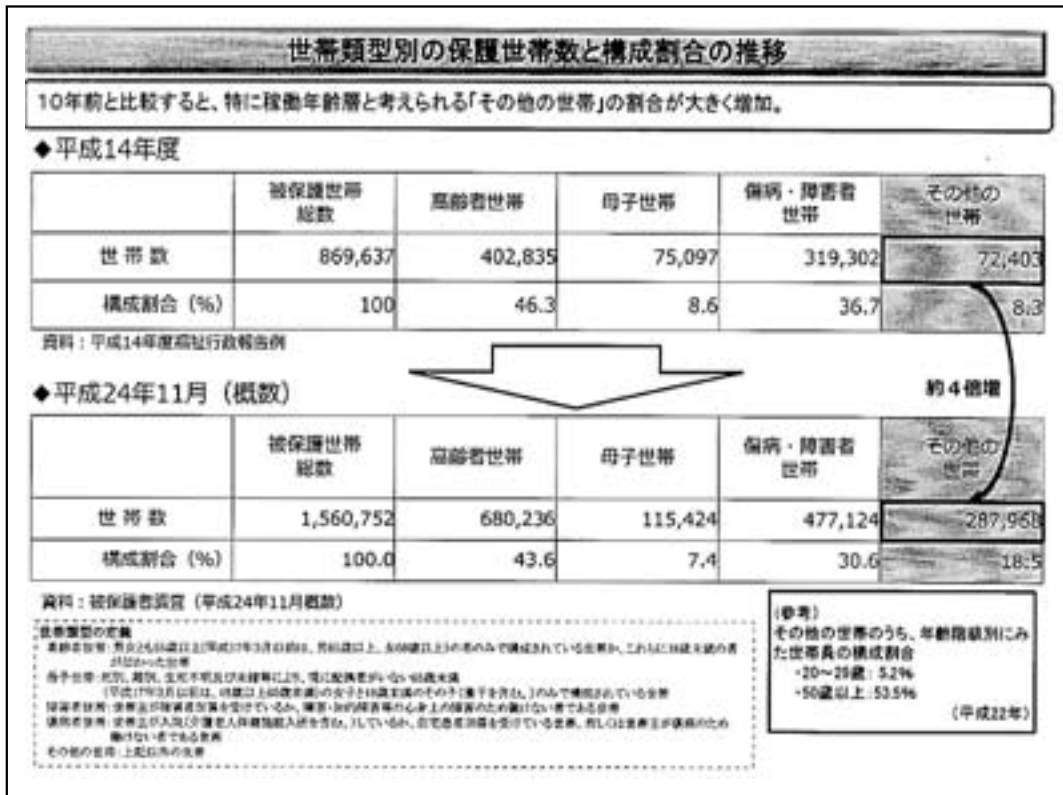 世帯類型別の保護世帯数と構成割合の推移
10年前と比較すると、特に稼働年齢層と考えられる「その他の世帯」の割合が大きく増加。
◆平成14年度
被保護世帯総数 高齢者世帯 母子世帯 傷病・障害者世帯 その他の世帯
世帯数 869,637 402,835 75,097 319,302 72,403
構成割合（%） 100 46.3 8.6 36.7 8.3
資料：平成14年度福祉行政報告例
◆平成24年11月（概数）
約4倍増
被保護世帯総数 高齢者世帯 母子世帯 傷病・障害者世帯 その他の世帯
世帯数 1,560,752 680,236 115,424 477,124 287,968
構成割合（%） 100.0 43.6 7.4 30.6 18.5
資料：被保護者調査（平成24年11月概数）
世帯類型の定義
その他の世帯：上記以外の世帯
（参考）
その他の世帯のうち、年齢階級別にみ
た世帯員の構成割合
・20～29歳：5.2%
・50歳以上：53.5%
（平成22年）